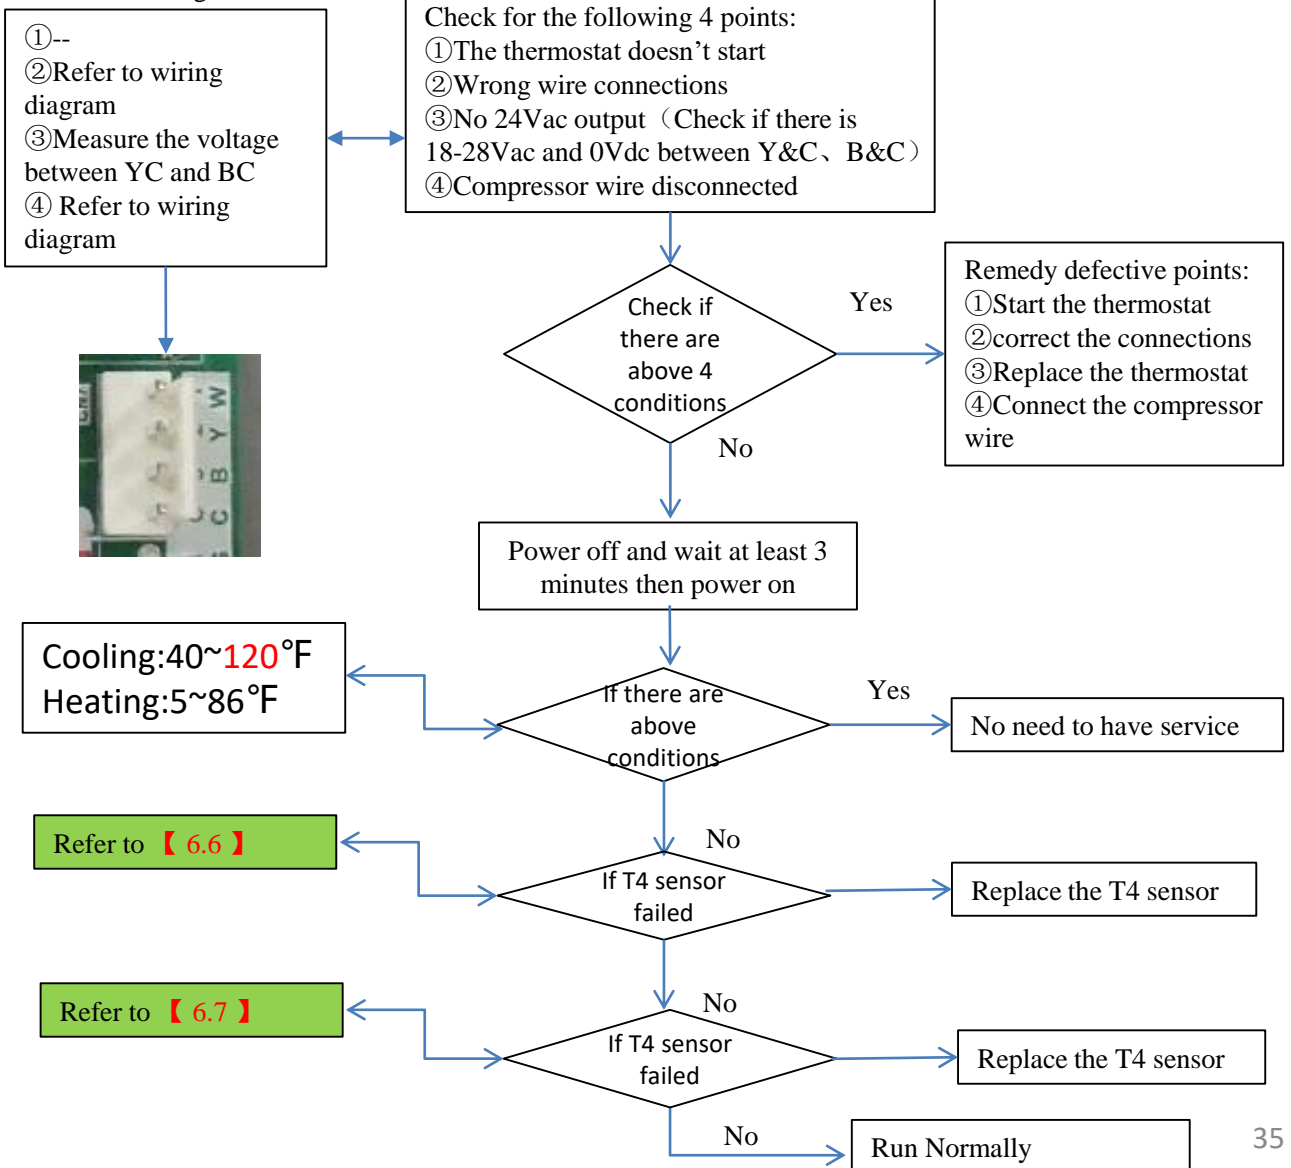 ①--
②Refer to wiring
diagram
③Measure the voltage
between YC and BC
④ Refer to wiring
diagram
Check for the following 4 points:
①The thermostat doesn’t start
②Wrong wire connections
③No 24Vac output（Check if there is
18-28Vac and 0Vdc between Y&C、B&C）
④Compressor wire disconnected
Check if
there are
above 4
conditions
Yes
Remedy defective points:
①Start the thermostat
②correct the connections
③Replace the thermostat
④Connect the compressor
wire
No
W
Y
B
C
Power off and wait at least 3
minutes then power on
Cooling:40~120℉
Heating:5~86℉
If there are
above
conditions
Yes
No need to have service
No
Refer to 【 6.6 】
If T4 sensor
failed
Replace the T4 sensor
No
Refer to 【 6.7 】
If T4 sensor
failed
Replace the T4 sensor
No
Run Normally
35